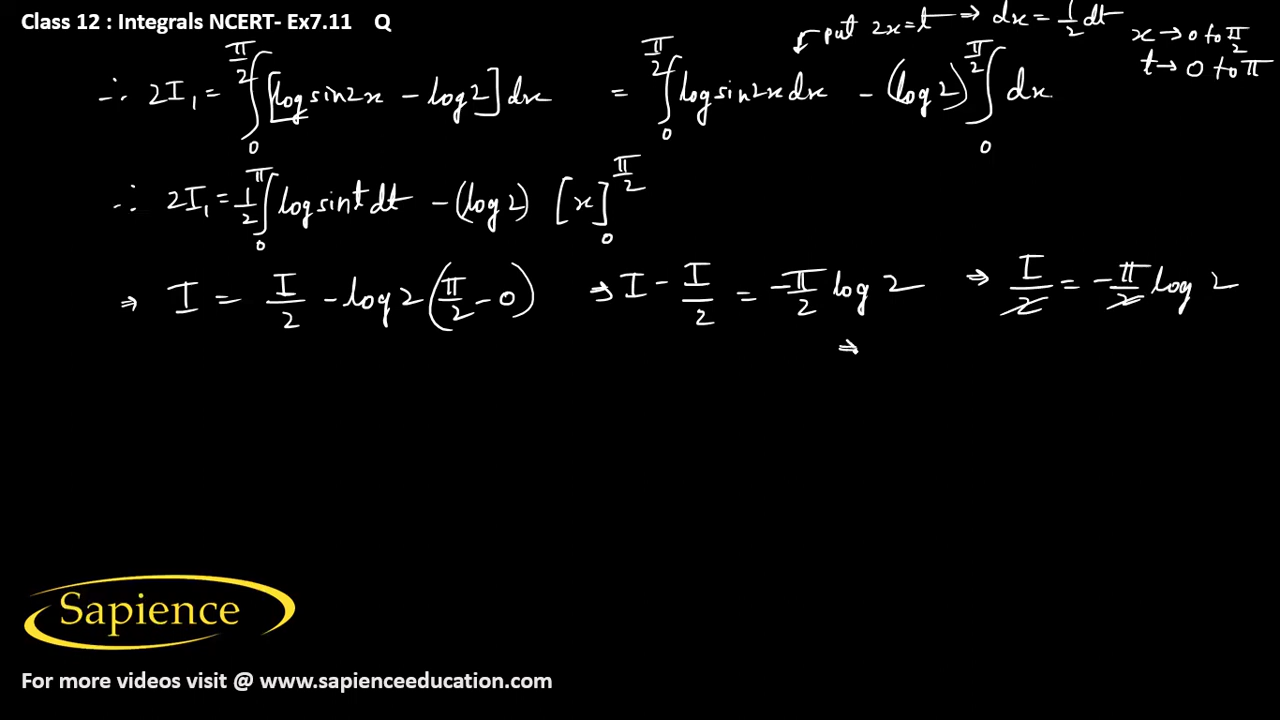 Class 12 : Integrals NCERT- Ex7.11 Q
put 2x=t ⇒ dx = 1/2 dt
x → 0 to π/2
t → 0 to π
∴ 2I₁ = ∫₀^(π/2) [log sin2x - log2] dx = ∫₀^(π/2) log sin2x dx - (log 2) ∫₀^(π/2) dx
∴ 2I₁ = 1/2 ∫₀^π log sin t dt - (log 2) [x]₀^(π/2)
⇒ I = I/2 - log 2 (π/2 - 0) ⇒ I - I/2 = -π/2 log 2 ⇒ I/2 = -π/2 log 2
⇒
Sapience
For more videos visit @ www.sapienceeducation.com